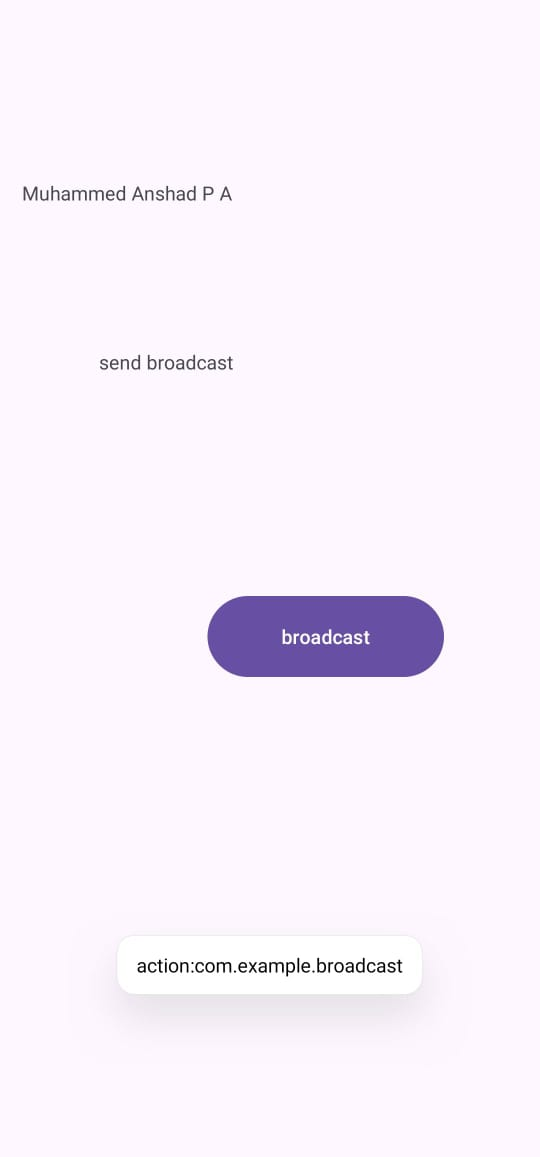 Muhammed Anshad P A
send broadcast
broadcast
action:com.example.broadcast